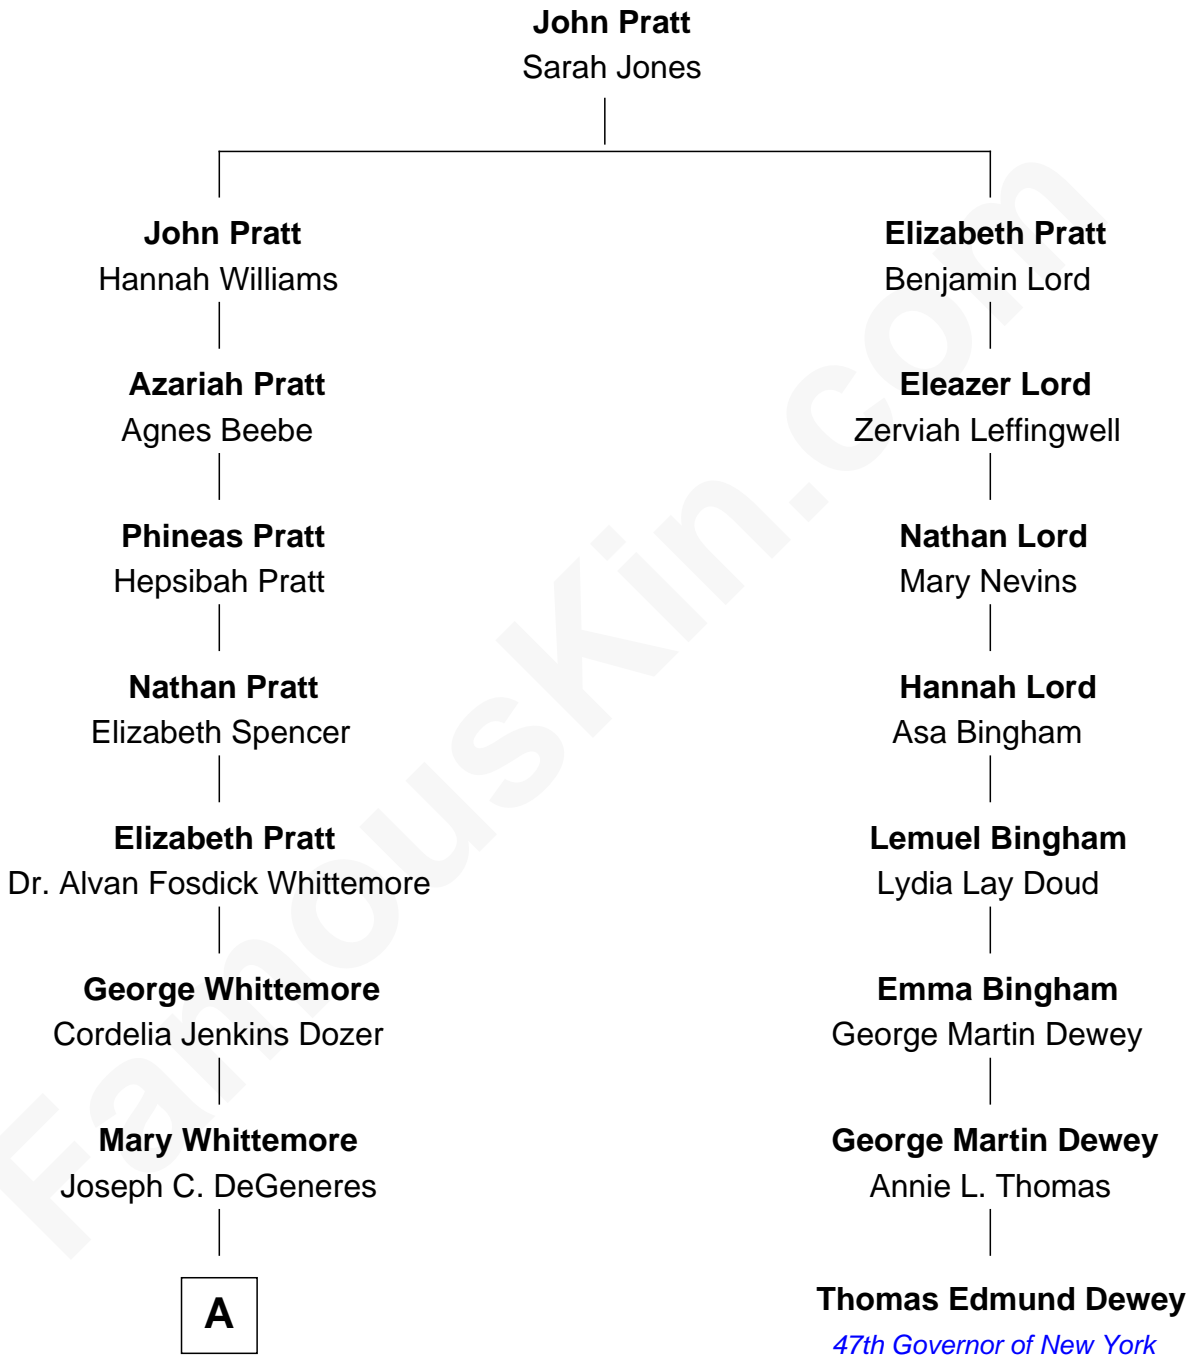 John Pratt
Sarah Jones
John Pratt
Hannah Williams
Elizabeth Pratt
Benjamin Lord
Azariah Pratt
Agnes Beebe
Eleazer Lord
Zerviah Leffingwell
Phineas Pratt
Hepsibah Pratt
Nathan Lord
Mary Nevins
Nathan Pratt
Elizabeth Spencer
Hannah Lord
Asa Bingham
Elizabeth Pratt
Dr. Alvan Fosdick Whittemore
Lemuel Bingham
Lydia Lay Doud
George Whittemore
Cordelia Jenkins Dozer
Emma Bingham
George Martin Dewey
Mary Whittemore
Joseph C. DeGeneres
George Martin Dewey
Annie L. Thomas
A
Thomas Edmund Dewey
47th Governor of New York
FamousKin.com